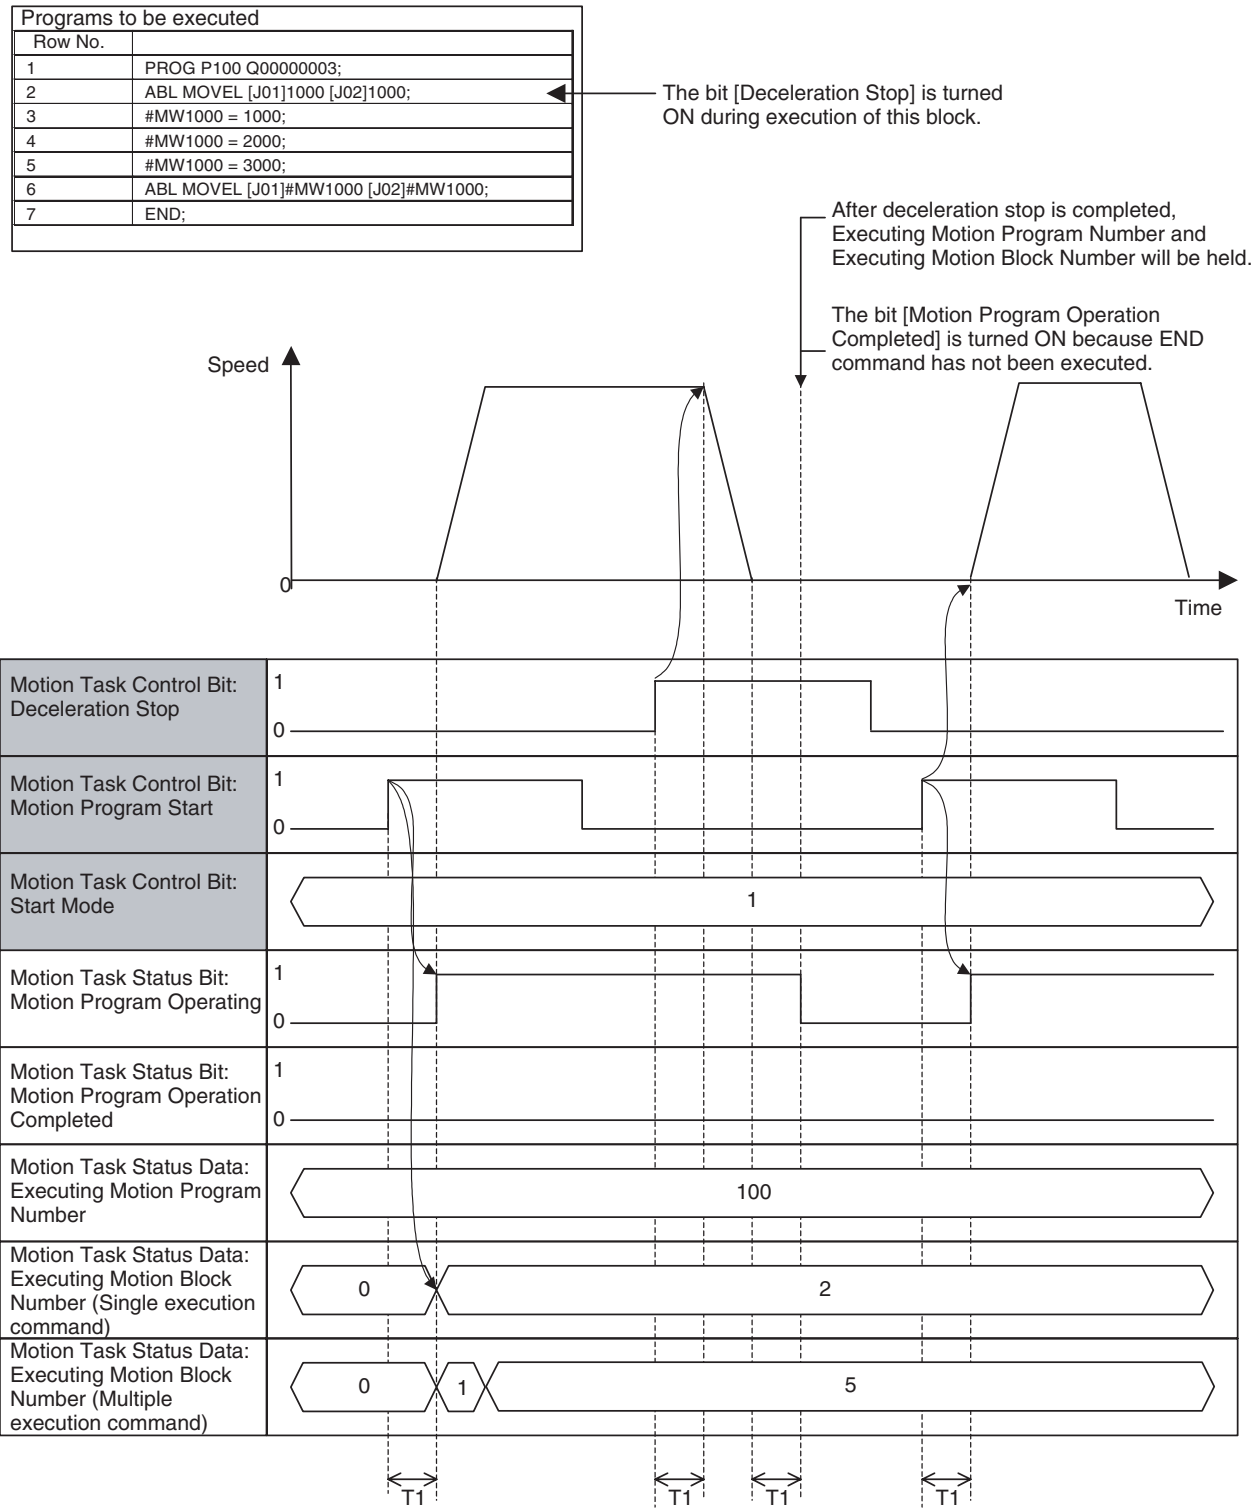 Programs to be executed
Row No.
1 PROG P100 Q00000003;
2 ABL MOVEL [J01]1000 [J02]1000;
3 #MW1000 = 1000;
4 #MW1000 = 2000;
5 #MW1000 = 3000;
6 ABL MOVEL [J01]#MW1000 [J02]#MW1000;
7 END;
The bit [Deceleration Stop] is turned
ON during execution of this block.
After deceleration stop is completed,
Executing Motion Program Number and
Executing Motion Block Number will be held.
The bit [Motion Program Operation
Completed] is turned ON because END
command has not been executed.
Speed
0
Time
Motion Task Control Bit:
Deceleration Stop
1
0
Motion Task Control Bit:
Motion Program Start
1
0
Motion Task Control Bit:
Start Mode
1
Motion Task Status Bit:
Motion Program Operating
1
0
Motion Task Status Bit:
Motion Program Operation
Completed
1
0
Motion Task Status Data:
Executing Motion Program
Number
100
Motion Task Status Data:
Executing Motion Block
Number (Single execution
command)
0 2
Motion Task Status Data:
Executing Motion Block
Number (Multiple
execution command)
0 1 5
T1 T1 T1 T1